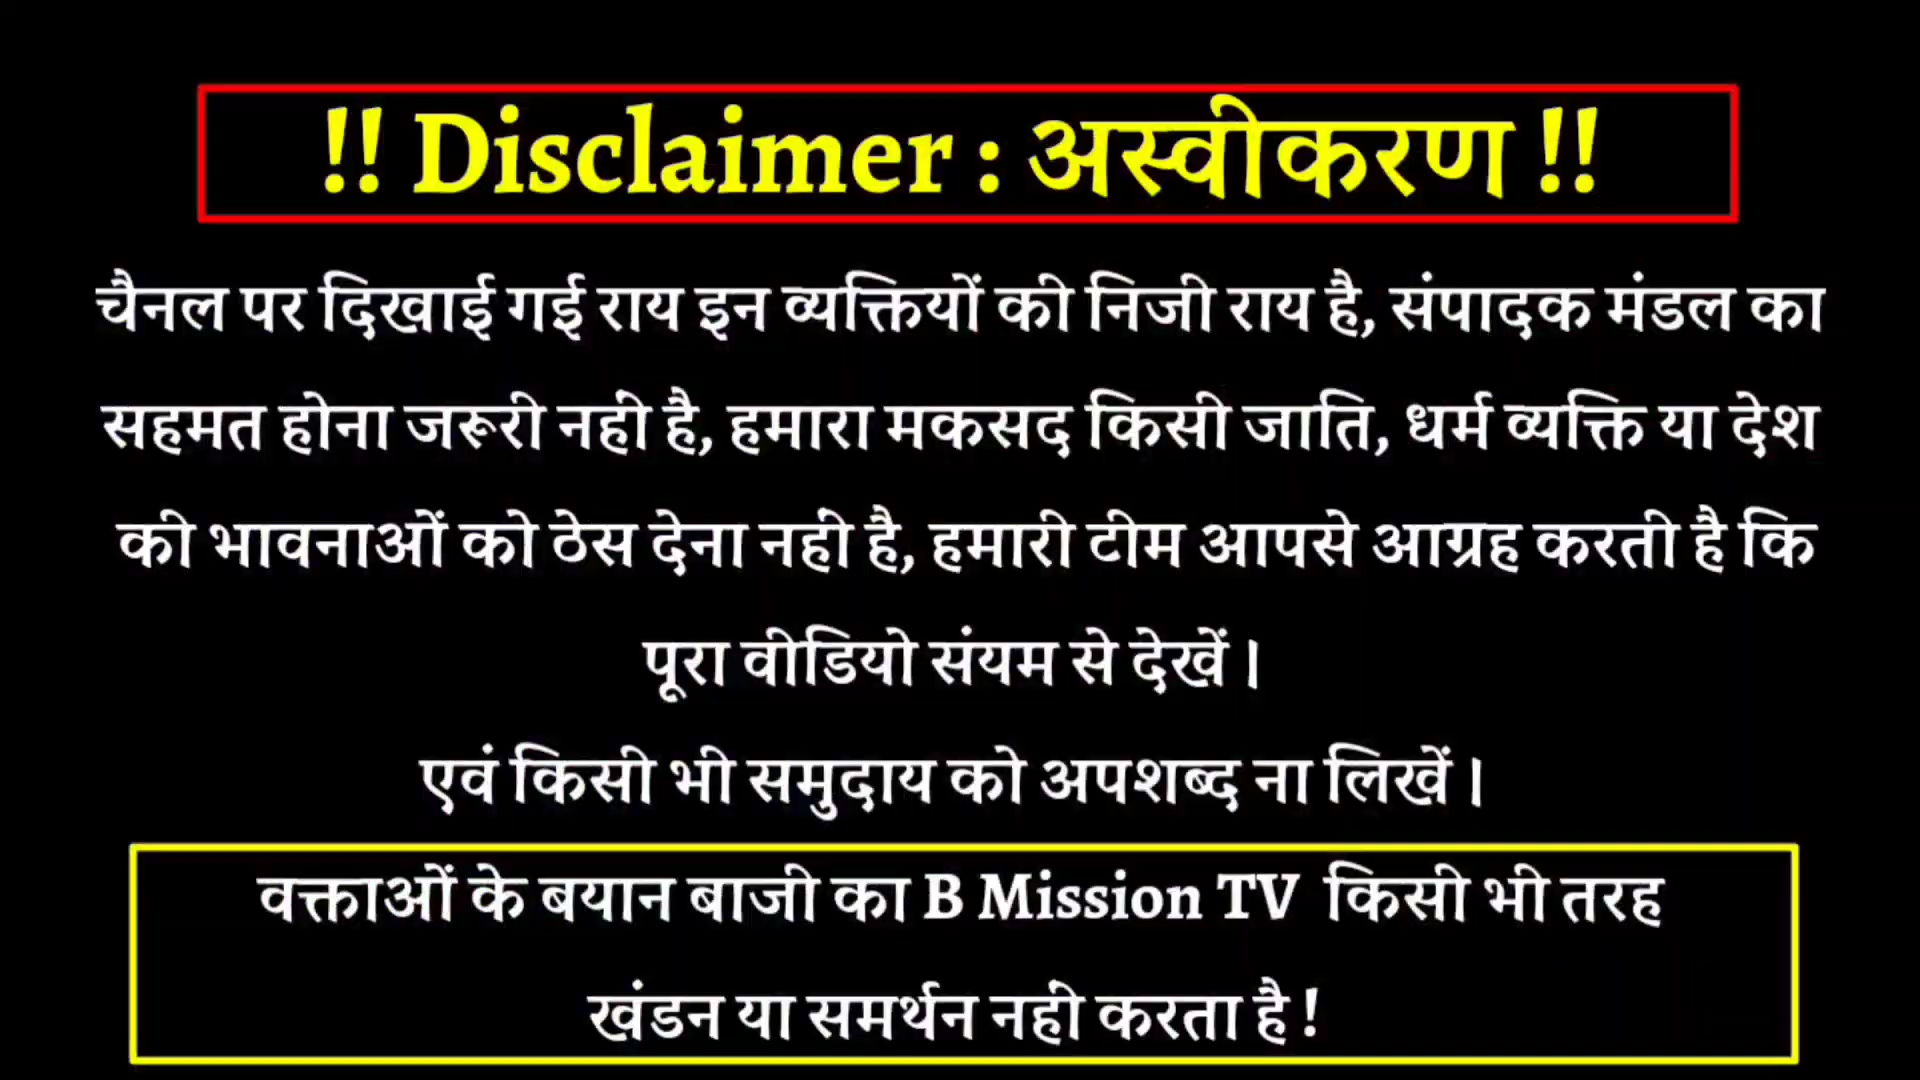 !! Disclaimer : अस्वीकरण !!
चैनल पर दिखाई गई राय इन व्यक्तियों की निजी राय है, संपादक मंडल का
सहमत होना जरूरी नही है, हमारा मकसद किसी जाति, धर्म व्यक्ति या देश
की भावनाओं को ठेस देना नही है, हमारी टीम आपसे आग्रह करती है कि
पूरा वीडियो संयम से देखें।
एवं किसी भी समुदाय को अपशब्द ना लिखें।
वक्ताओं के बयान बाजी का B Mission TV किसी भी तरह
खंडन या समर्थन नही करता है!